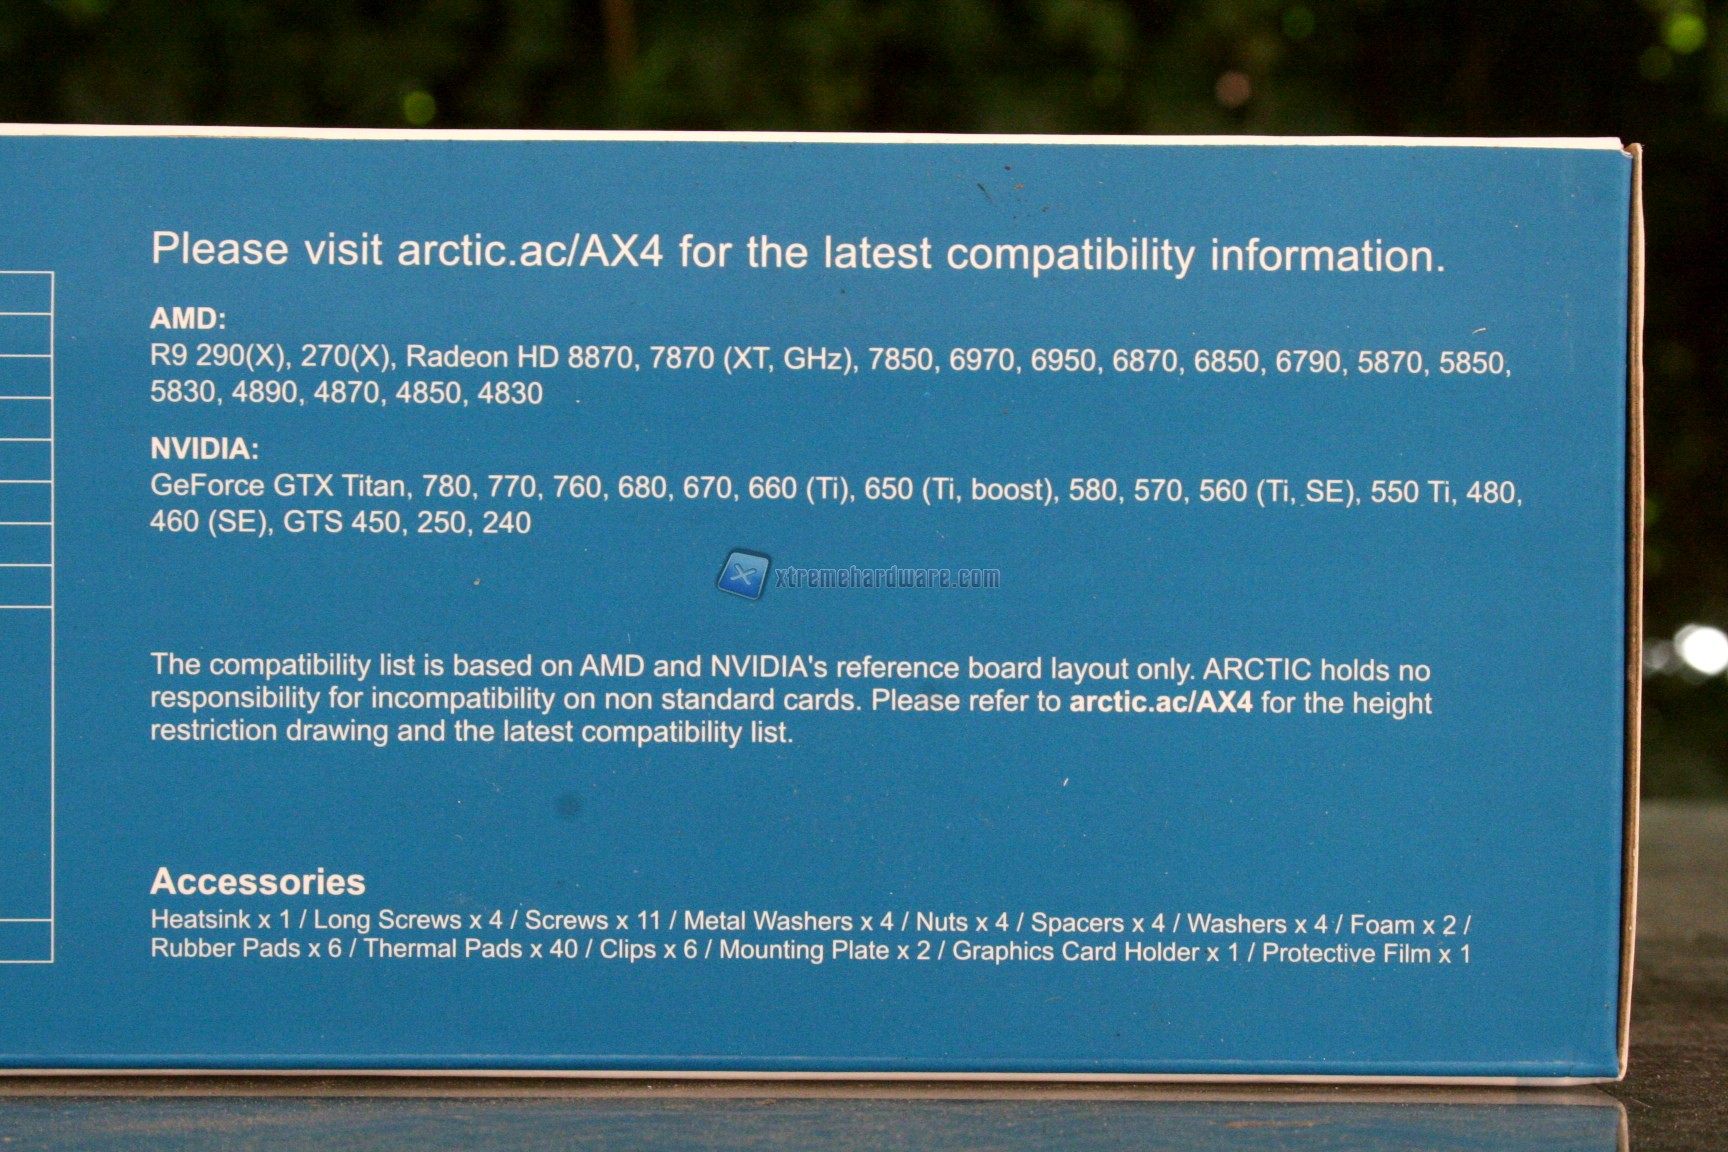 Please visit arctic.ac/AX4 for the latest compatibility information.
AMD:
R9 290(X), 270(X), Radeon HD 8870, 7870 (XT, GHz), 7850, 6970, 6950, 6870, 6850, 6790, 5870, 5850,
5830, 4890, 4870, 4850, 4830
NVIDIA:
GeForce GTX Titan, 780, 770, 760, 680, 670, 660 (Ti), 650 (Ti, boost), 580, 570, 560 (Ti, SE), 550 Ti, 480,
460 (SE), GTS 450, 250, 240
xtremehardware.com
The compatibility list is based on AMD and NVIDIA's reference board layout only. ARCTIC holds no
responsibility for incompatibility on non standard cards. Please refer to arctic.ac/AX4 for the height
restriction drawing and the latest compatibility list.
Accessories
Heatsink x 1 / Long Screws x 4 / Screws x 11 / Metal Washers x 4 / Nuts x 4 / Spacers x 4 / Washers x 4 / Foam x 2 /
Rubber Pads x 6 / Thermal Pads x 40 / Clips x 6 / Mounting Plate x 2 / Graphics Card Holder x 1 / Protective Film x 1